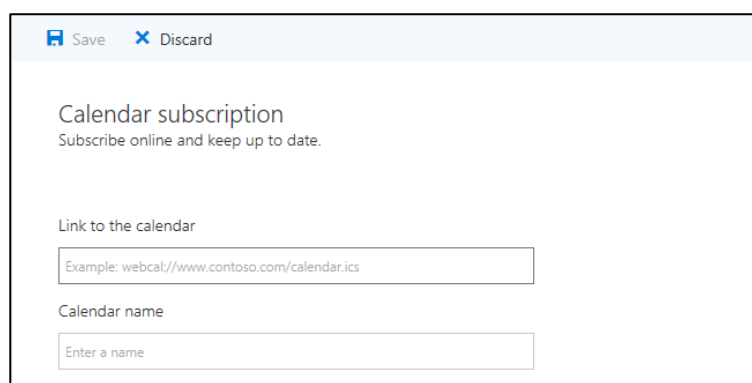 Save Discard
Calendar subscription
Subscribe online and keep up to date.
Link to the calendar
Example: webcal://www.contoso.com/calendar.ics
Calendar name
Enter a name